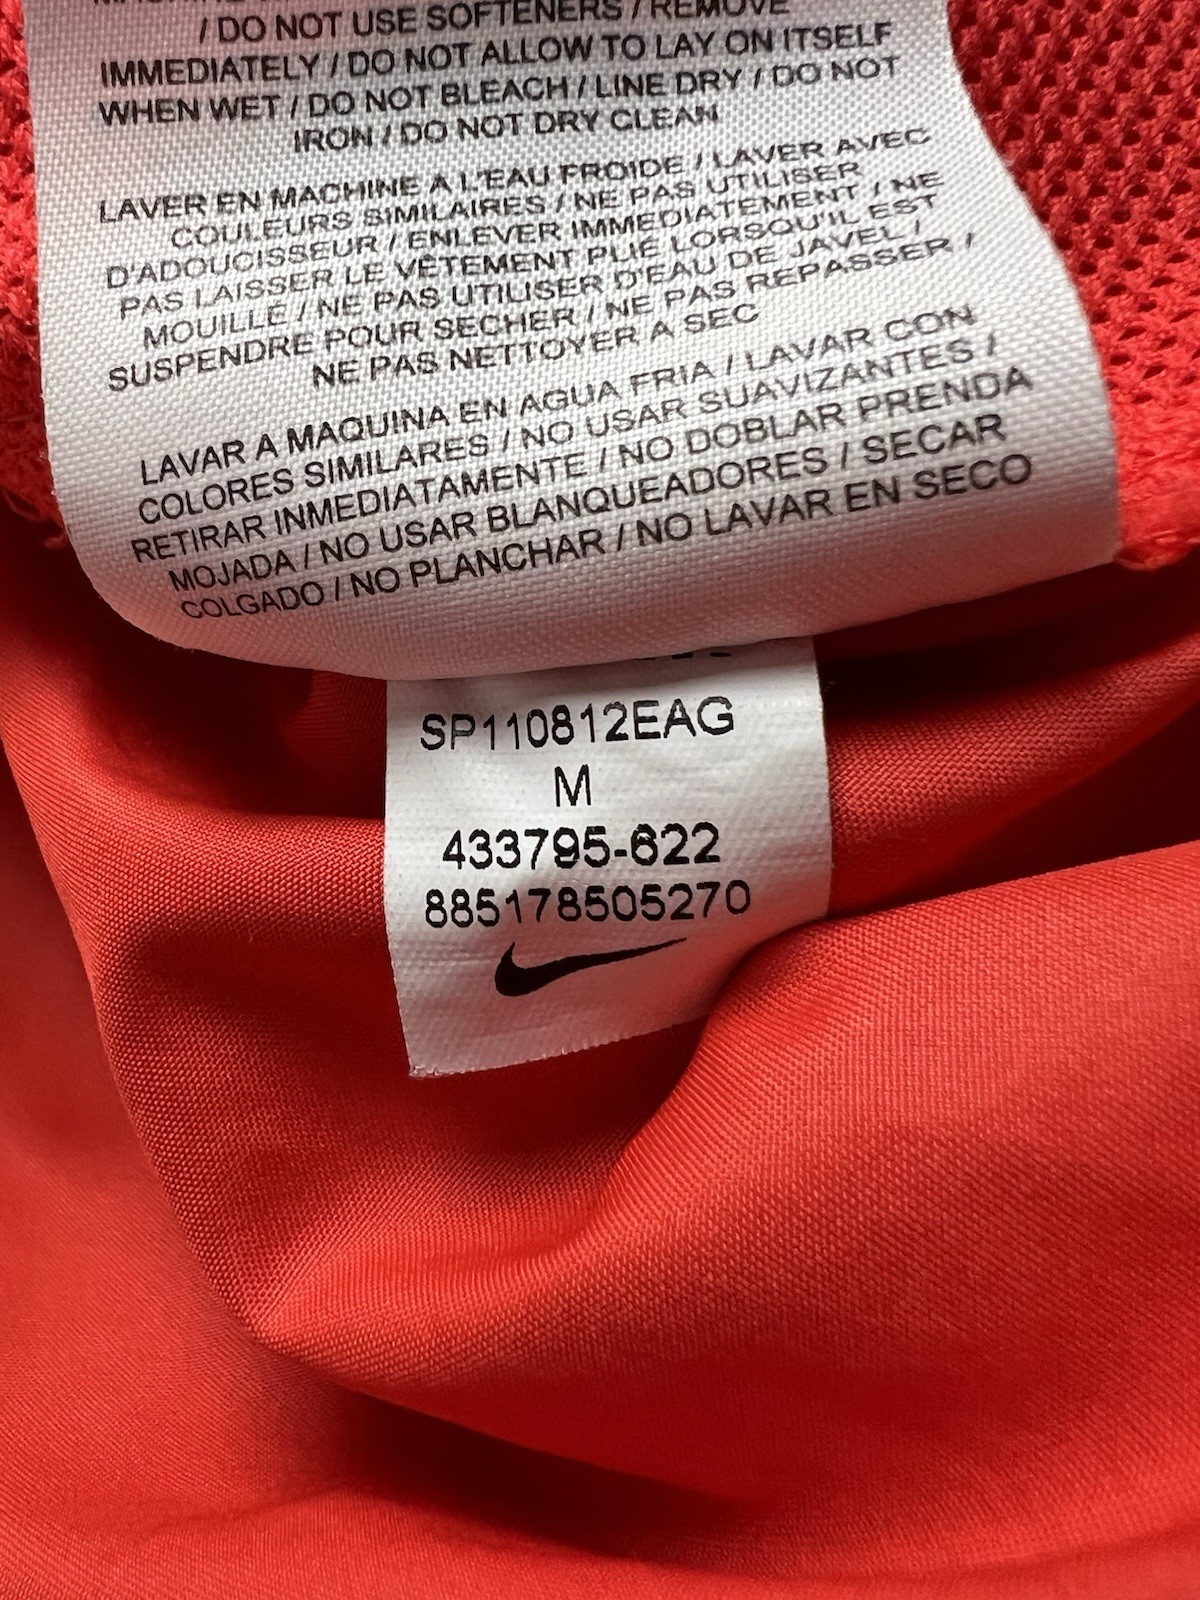 / DO NOT USE SOFTENERS / REMOVE
IMMEDIATELY / DO NOT ALLOW TO LAY ON ITSELF
WHEN WET / DO NOT BLEACH / LINE DRY / DO NOT
IRON / DO NOT DRY CLEAN
LAVER EN MACHINE A L'EAU FROIDE / LAVER AVEC
COULEURS SIMILAIRES / NE PAS UTILISER
D'ADOUCISSEUR / ENLEVER IMMEDIATEMENT / NE
PAS LAISSER LE VÊTEMENT PLIÉ LORSQU'IL EST
MOUILLÉ / NE PAS UTILISER D'EAU DE JAVEL /
SUSPENDRE POUR SECHER / NE PAS REPASSER /
NE PAS NETTOYER A SEC
LAVAR A MAQUINA EN AGUA FRIA / LAVAR CON
COLORES SIMILARES / NO USAR SUAVIZANTES /
RETIRAR INMEDIATAMENTE / NO DOBLAR PRENDA
MOJADA / NO USAR BLANQUEADORES / SECAR
COLGADO / NO PLANCHAR / NO LAVAR EN SECO
SP110812EAG
M
433795-622
885178505270